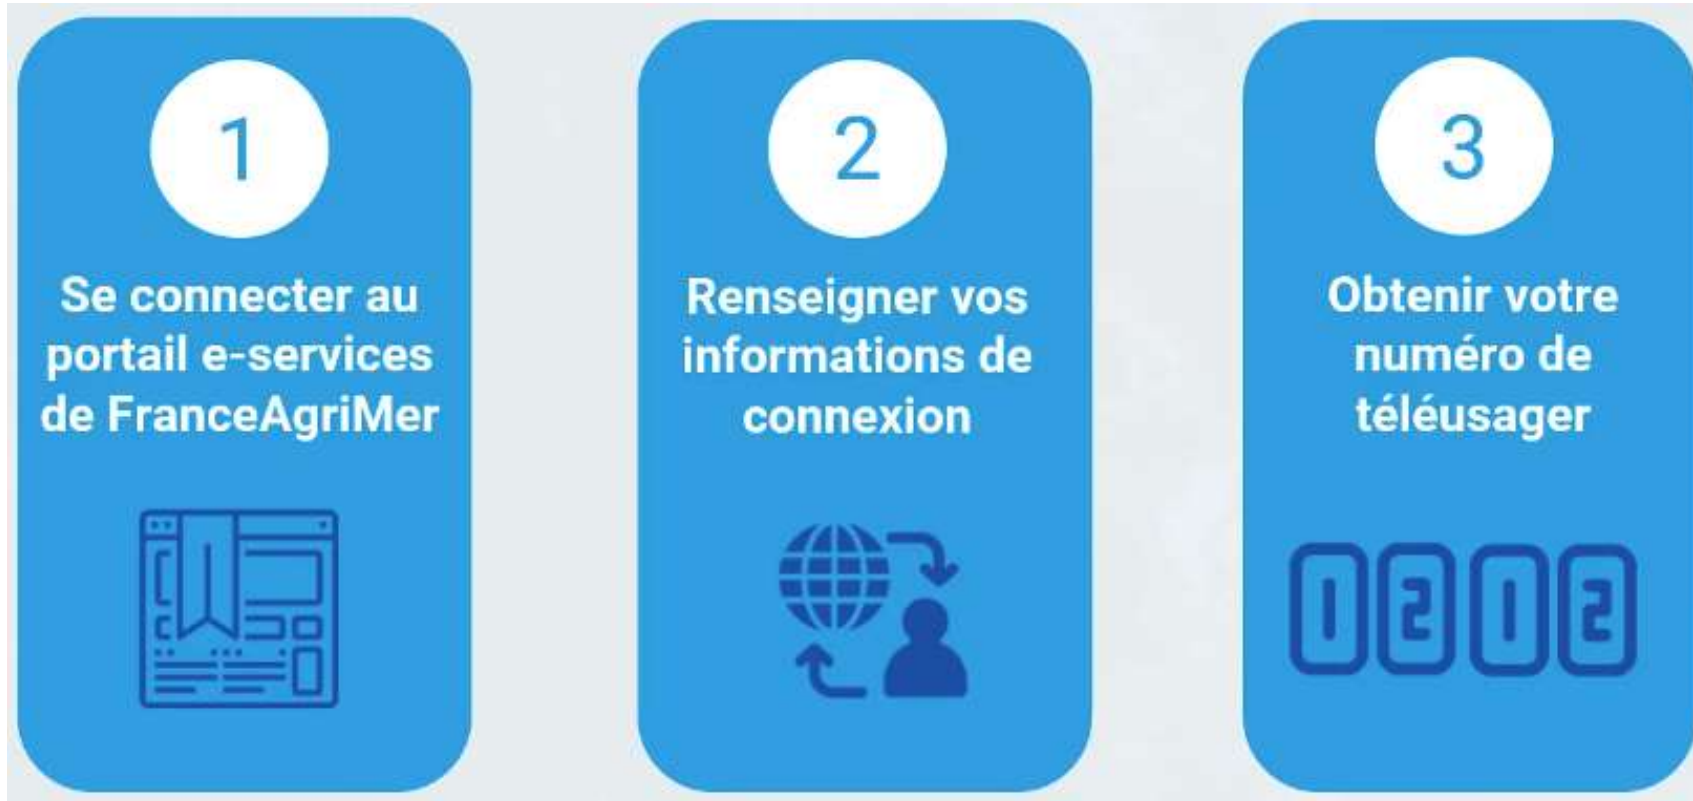 1
Se connecter au
portail e-services
de FranceAgriMer
2
Renseigner vos
informations de
connexion
1212
3
Obtenir votre
numéro de
téléusager